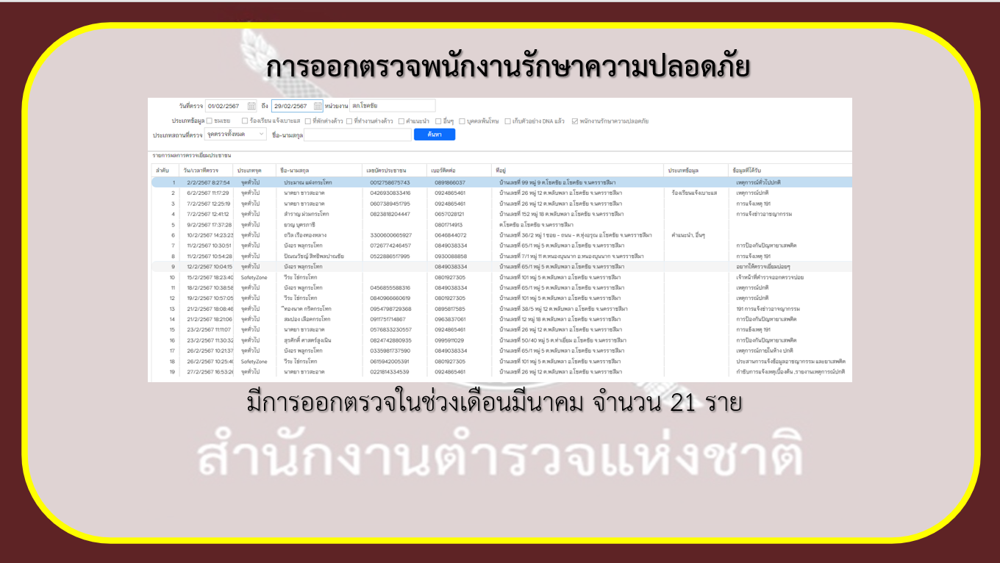 การออกตรวจพนักงานรักษาความปลอดภัย
วันที่ตรวจ 01/02/2567 ถึง 29/02/2567 หน่วยงาน สภ.โชคชัย
ประเภทข้อมูล ชมเชย ร้องเรียน แจ้งเบาะแส ที่พักต่างด้าว ที่ทำงานต่างด้าว คำแนะนำ อื่นๆ บุคคลพ้นโทษ เก็บตัวอย่าง DNA แล้ว พนักงานรักษาความปลอดภัย
ประเภทสถานที่ตรวจ จุดตรวจทั้งหมด ชื่อ-นามสกุล ค้นหา
รายการผลการตรวจเยี่ยมประชาชน
ลำดับ วัน/เวลาที่ตรวจ ประเภทจุด ชื่อ-นามสกุล เลขบัตรประชาชน เบอร์ติดต่อ ที่อยู่ ประเภทข้อมูล ข้อมูลที่ได้รับ
1 2/2/2567 8:27:54 จุดทั่วไป ประมาณ แฝงกระโทก 0012758675743 0891866037 บ้านเลขที่ 99 หมู่ 9 ต.โชคชัย อ.โชคชัย จ.นครราชสีมา เหตุการณ์ทั่วไปปกติ
2 6/2/2567 11:17:29 จุดทั่วไป นาตยา ขาวสะอาด 0426930833416 0924865461 บ้านเลขที่ 26 หมู่ 12 ต.พลับพลา อ.โชคชัย จ.นครราชสีมา ร้องเรียนแจ้งเบาะแส เหตุการณ์ปกติ
3 7/2/2567 12:25:19 จุดทั่วไป นาตยา ขาวสะอาด 0607389451795 0924865461 บ้านเลขที่ 26 หมู่ 12 ต.พลับพลา อ.โชคชัย จ.นครราชสีมา การแจ้งเหตุ 191
4 7/2/2567 12:41:12 จุดทั่วไป สำราญ ม่วมกระโทก 0823818204447 0657028121 บ้านเลขที่ 152 หมู่ 18 ต.พลับพลา อ.โชคชัย จ.นครราชสีมา การแจ้งข่าวอาชญากรรม
5 9/2/2567 17:37:28 จุดทั่วไป ยวญ บุตรภาชี 0801714913 ต.โชคชัย อ.โชคชัย จ.นครราชสีมา
6 10/2/2567 14:23:23 จุดทั่วไป ถวิล เรืองทองหลาง 3300600665927 0646844072 บ้านเลขที่ 36/2 หมู่ 1 ซอย - ถนน - ต.ทุ่งอรุณ อ.โชคชัย จ.นครราชสีมา คำแนะนำ, อื่นๆ
7 11/2/2567 10:30:51 จุดทั่วไป บังอร พลุกระโทก 0726774246457 0849038334 บ้านเลขที่ 65/1 หมู่ 5 ต.พลับพลา อ.โชคชัย จ.นครราชสีมา การป้องกันปัญหายาเสพติด
8 11/2/2567 10:54:28 จุดทั่วไป ปัณณวัชญ์ สิทธิพลปาณชัย 0522886517995 0930088858 บ้านเลขที่ 7/1 หมู่ 11 ต.หนองบุนนาก อ.หนองบุญนาก จ.นครราชสีมา การแจ้งเหตุ 191
9 12/2/2567 10:04:15 จุดทั่วไป บังอร พลุกระโทก 0849038334 บ้านเลขที่ 65/1 หมู่ 5 ต.พลับพลา อ.โชคชัย จ.นครราชสีมา อยากให้ตรวจเยี่ยมบ่อยๆ
10 15/2/2567 18:23:40 SafetyZone วีระ ไช่กระโทก 0801927305 บ้านเลขที่ 101 หมู่ 5 ต.พลับพลา อ.โชคชัย จ.นครราชสีมา เจ้าหน้าที่ตำรวจออกตรวจบ่อย
11 18/2/2567 10:38:58 จุดทั่วไป บังอร พลูกระโทก 0456855588316 0849038334 บ้านเลขที่ 65/1 หมู่ 5 ต.พลับพลา อ.โชคชัย จ.นครราชสีมา เหตุการณ์ปกติ
12 19/2/2567 10:57:05 จุดทั่วไป วีระ ไช่กระโทก 0840966660619 0801927305 บ้านเลขที่ 101 หมู่ 5 ต.พลับพลา อ.โชคชัย จ.นครราชสีมา เหตุการณ์ปกติ
13 21/2/2567 18:08:46 จุดทั่วไป ทองนาค กริดกระโทก 0954798729368 0895817585 บ้านเลขที่ 38/5 หมู่ 12 ต.พลับพลา อ.โชคชัย จ.นครราชสีมา 191 การแจ้งข่าวอาจญากรรม
14 21/2/2567 18:21:06 จุดทั่วไป สมปอง เลือดกระโทก 0911751714867 0963837061 บ้านเลขที่ 12 หมู่ 18 ต.พลับพลา อ.โชคชัย จ.นครราชสีมา การป้องกันปัญหายาเสพติด
15 23/2/2567 11:11:07 จุดทั่วไป นาตยา ขาวสะอาด 0576833230557 0924865461 บ้านเลขที่ 26 หมู่ 12 ต.พลับพลา อ.โชคชัย จ.นครราชสีมา การแข็งเหตุ 191
16 23/2/2567 11:30:32 จุดทั่วไป สุรศักดิ์ ศาสตร์สูงเนิน 0824742880935 0995911029 บ้านเลขที่ 50/40 หมู่ 5 ต.ท่าเยี่ยม อ.โชคชัย จ.นครราชสีมา การป้องกันปัญหายาเสพติด
17 26/2/2567 10:21:37 จุดทั่วไป บังอร พลูกระโทก 0335981737590 0849038334 บ้านเลขที่ 65/1 หมู่ 5 ต.พลับพลา อ.โชคชัย จ.นครราชสีมา เหตุการณ์ภายในห้าง ปกติ
18 26/2/2567 10:25:4 SafetyZone วีระ ไช่กระโทก 0615942005391 0801927305 บ้านเลขที่ 101 หมู่ 5 ต.พลับพลา อ.โชคชัย จ.นครราชสีมา ประสานการแจ้งข้อมูลอาชญากรรม และยาเสพติด
19 27/2/2567 16:53:2 จุดทั่วไป นาตยา ขาวสะอาด 0221814334539 0924865461 บ้านเลขที่ 26 หมู่ 12 ต.พลับพลา อ.โชคชัย จ.นครราชสีมา กำชับการแจ้งเหตุเบื้องต้น ,รายงานเหตุการณ์ปกติ
มีการออกตรวจในช่วงเดือนมีนาคม จำนวน 21 ราย
สำนักงานตำรวจแห่งชาติ